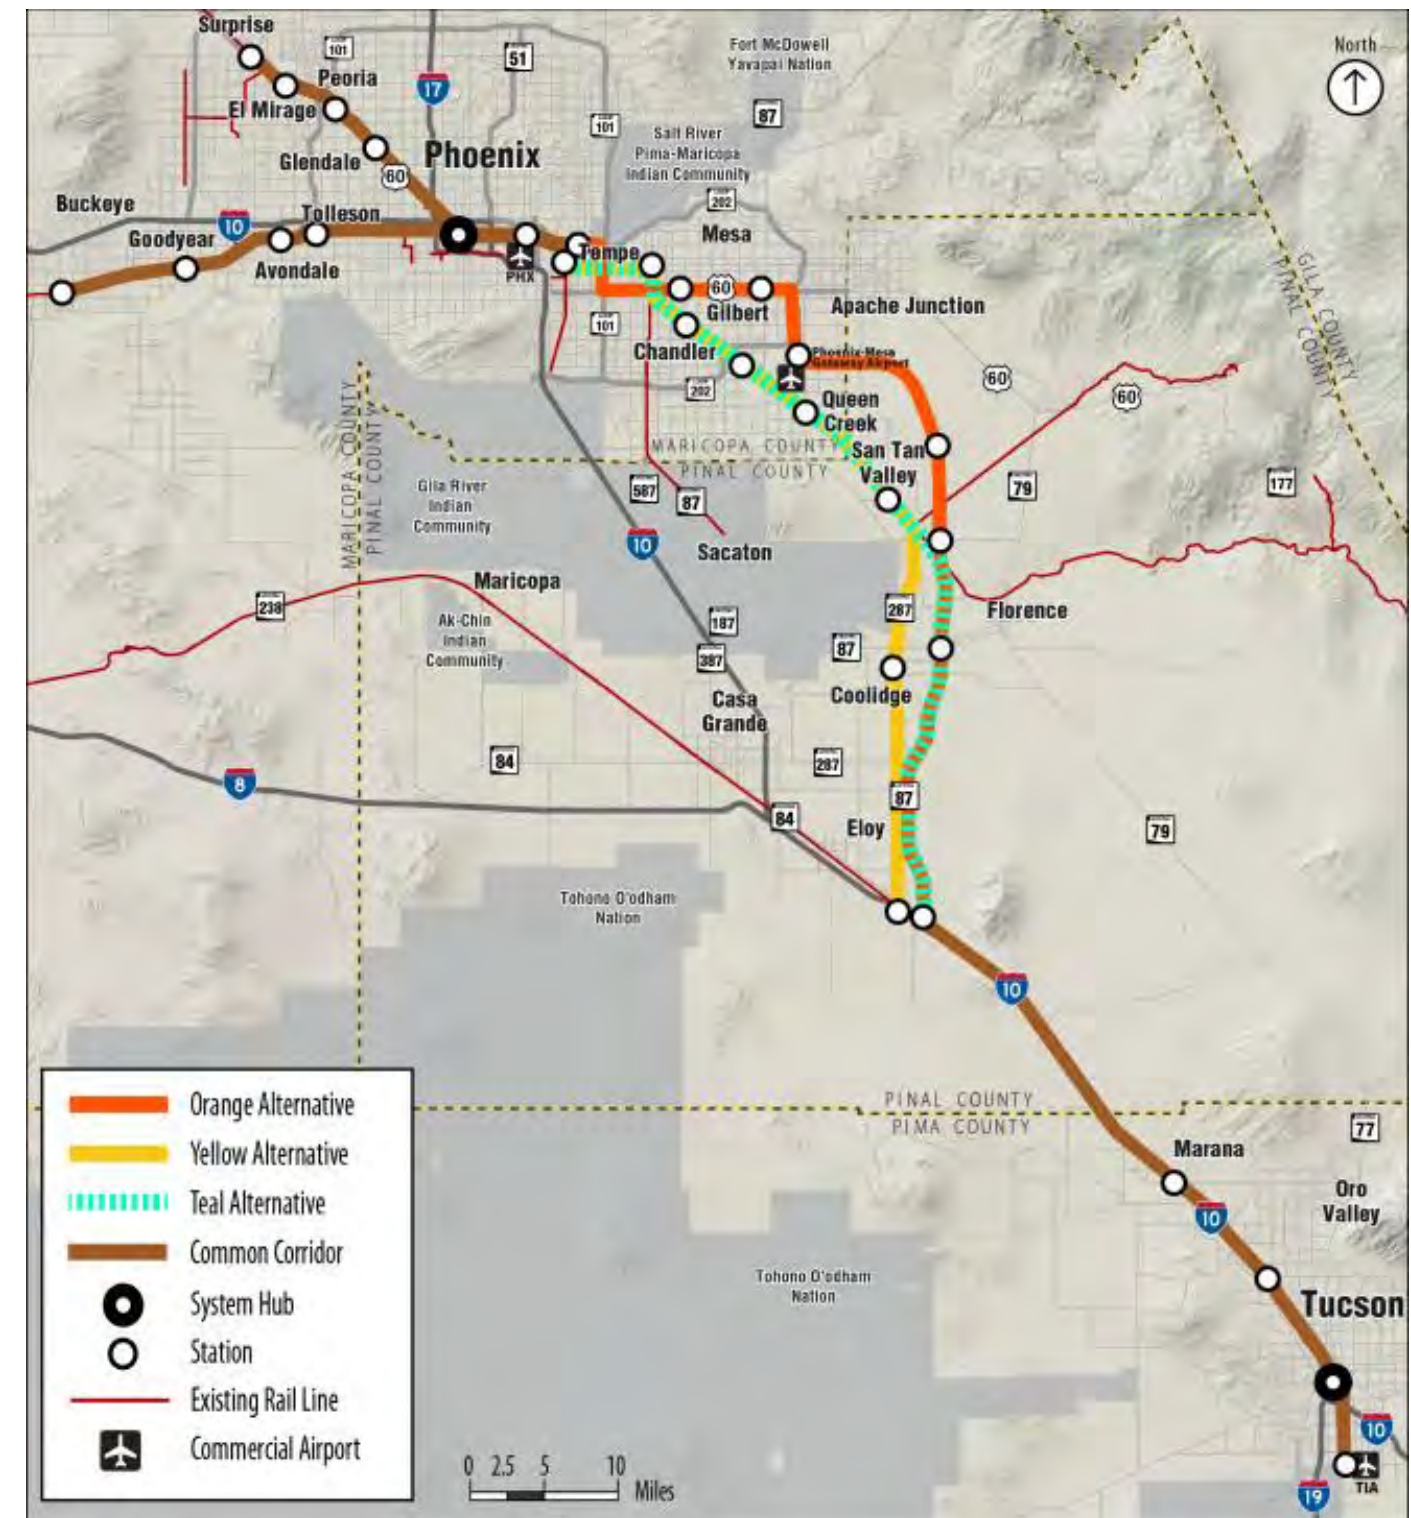 Surprise
LOOP
101
Peoria
El Mirage
17
51
Fort McDowell
Yavapai Nation
87
North
Glendale
60
Phoenix
LOOP
101
Salt River
Pima-Maricopa
Indian Community
Buckeye
10
Tolleson
Goodyear
Avondale
PHX
Tempe
LOOP
202
Mesa
60
Gilbert
Apache Junction
GILA COUNTY
PINAL COUNTY
LOOP
101
Chandler
LOOP
202
Phoenix-Mesa
Gateway Airport
60
60
Queen
Creek
MARICOPA COUNTY
PINAL COUNTY
MARICOPA COUNTY
PINAL COUNTY
San Tan
Valley
Gila River
Indian
Community
587
87
79
177
10
Sacaton
Maricopa
238
Ak-Chin
Indian
Community
187
387
287
87
Florence
Casa
Grande
Coolidge
84
287
8
84
87
Eloy
79
Tohono O'odham
Nation
10
PINAL COUNTY
PIMA COUNTY
77
Marana
10
Oro
Valley
Tohono O'odham
Nation
Tucson
10
TIA
19
Orange Alternative
Yellow Alternative
Teal Alternative
Common Corridor
System Hub
Station
Existing Rail Line
Commercial Airport
0 2.5 5 10
Miles